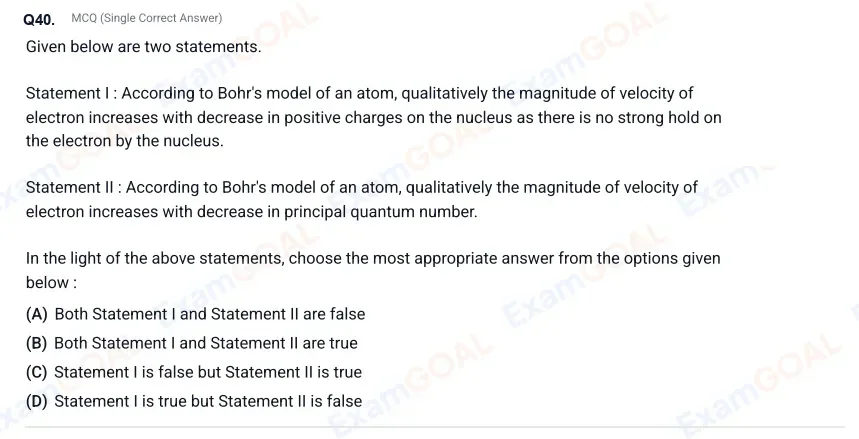 Q40. MCQ (Single Correct Answer)
Given below are two statements.
Statement I : According to Bohr's model of an atom, qualitatively the magnitude of velocity of
electron increases with decrease in positive charges on the nucleus as there is no strong hold on
the electron by the nucleus.
Statement II : According to Bohr's model of an atom, qualitatively the magnitude of velocity of
electron increases with decrease in principal quantum number.
In the light of the above statements, choose the most appropriate answer from the options given
below :
(A) Both Statement I and Statement II are false
(B) Both Statement I and Statement II are true
(C) Statement I is false but Statement II is true
(D) Statement I is true but Statement II is false